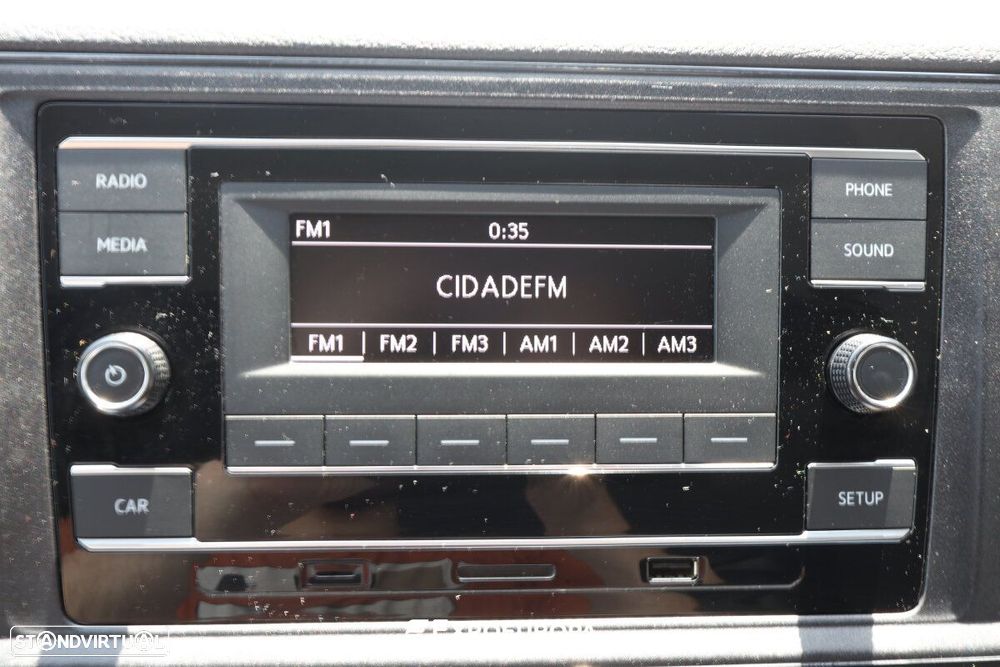 RADIO
MEDIA
PHONE
SOUND
FM1 0:35
CIDADEFM
FM1 | FM2 | FM3 | AM1 | AM2 | AM3
CAR
SETUP
STANDVIRTUAL